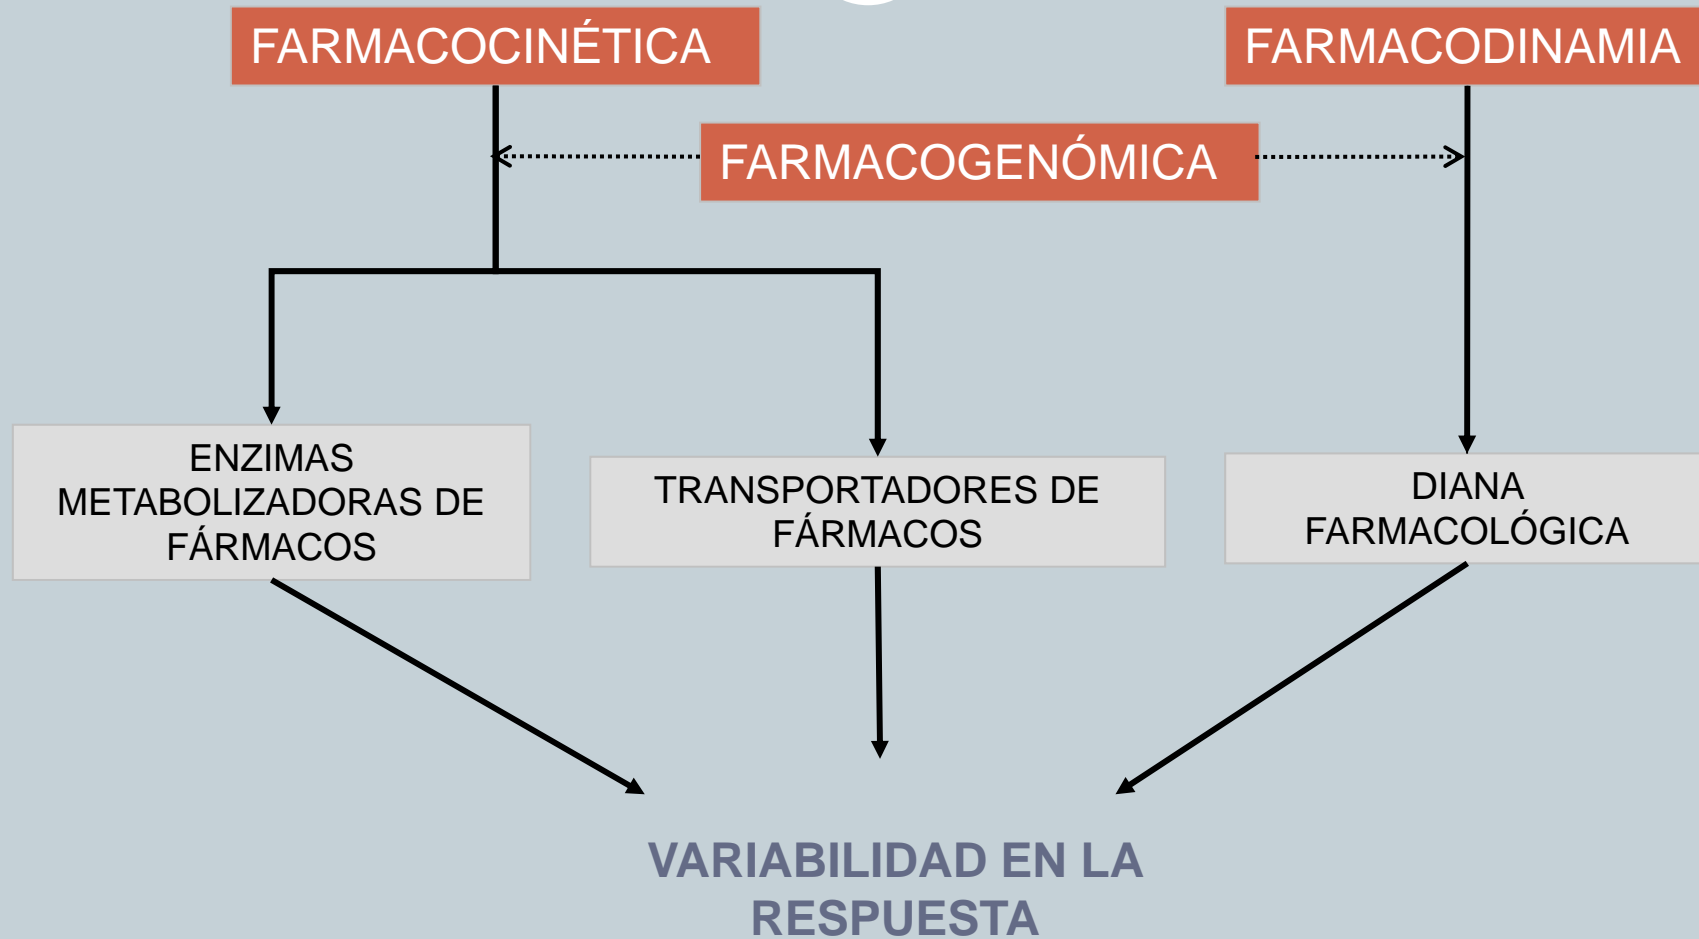 FARMACOCINÉTICA
FARMACODINAMIA
FARMACOGENÓMICA
ENZIMAS
METABOLIZADORAS DE
FÁRMACOS
TRANSPORTADORES DE
FÁRMACOS
DIANA
FARMACOLÓGICA
VARIABILIDAD EN LA
RESPUESTA